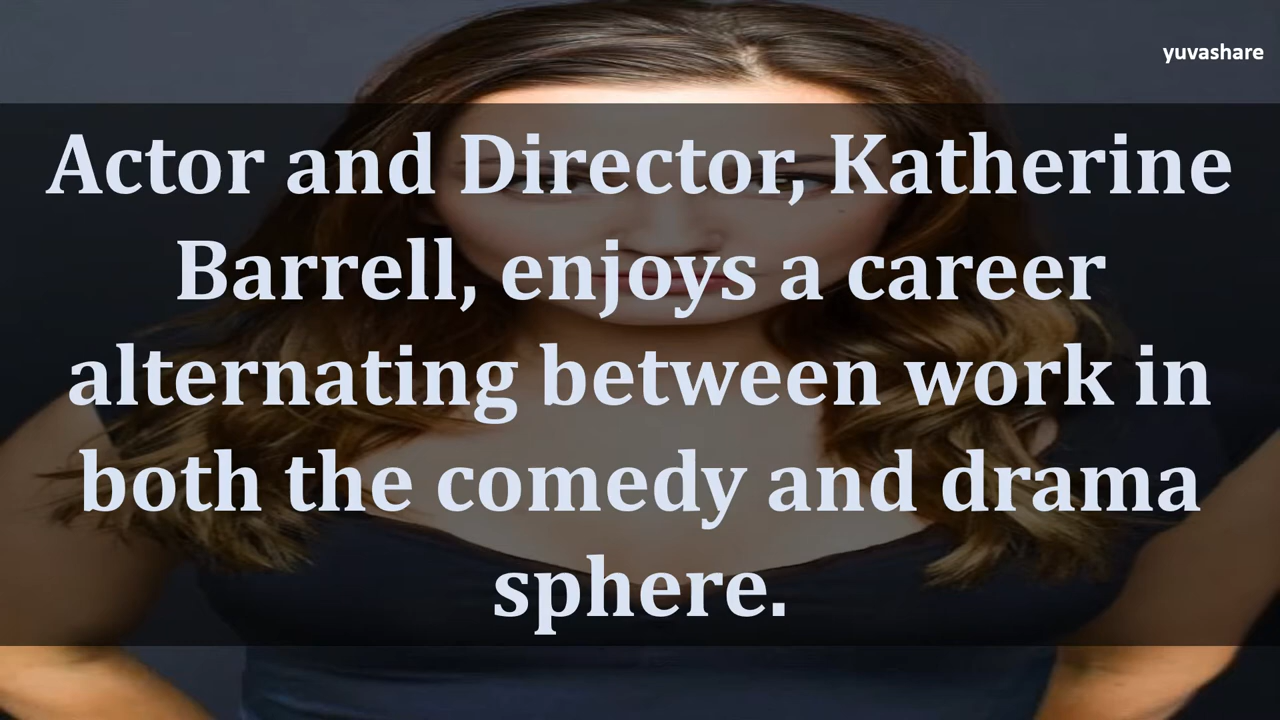 yuvashare
Actor and Director, Katherine
Barrell, enjoys a career
alternating between work in
both the comedy and drama
sphere.